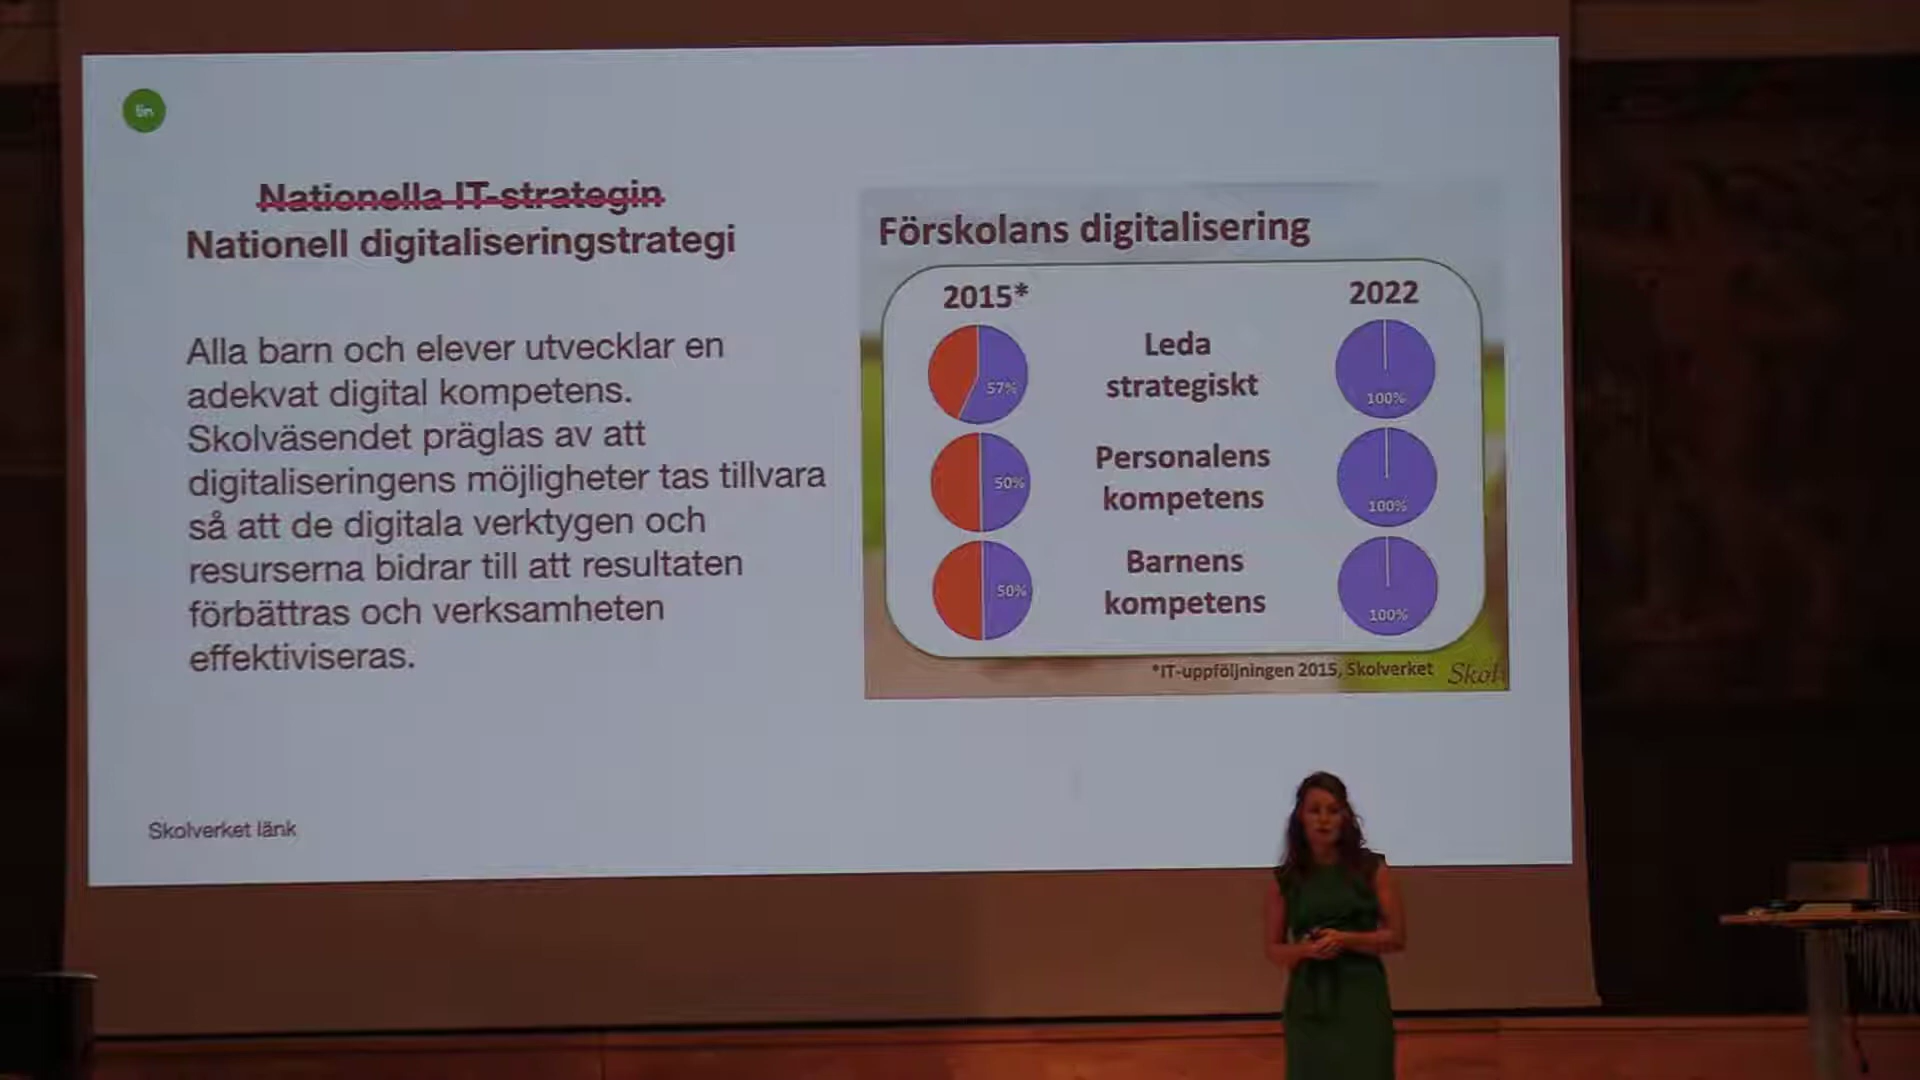 fin
Nationella IT-strategin
Nationell digitaliseringstrategi
Alla barn och elever utvecklar en
adekvat digital kompetens.
Skolväsendet präglas av att
digitaliseringens möjligheter tas tillvara
så att de digitala verktygen och
resurserna bidrar till att resultaten
förbättras och verksamheten
effektiviseras.
Skolverket länk
Förskolans digitalisering
2015*
2022
57%
Leda
strategiskt
100%
50%
Personalens
kompetens
100%
50%
Barnens
kompetens
100%
*IT-uppföljningen 2015, Skolverket
Skol